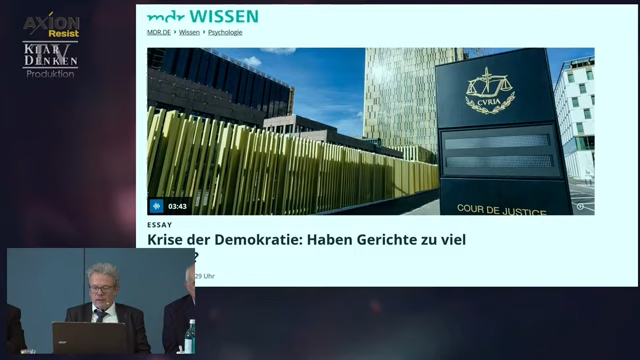 AXION
Resist
KLAR
DENKEN
TV
Produktion
mdr WISSEN
MDR.DE > Wissen > Psychologie
CVRIA
COUR DE JUSTICE
03:43
ESSAY
Krise der Demokratie: Haben Gerichte zu viel
?
29 Uhr